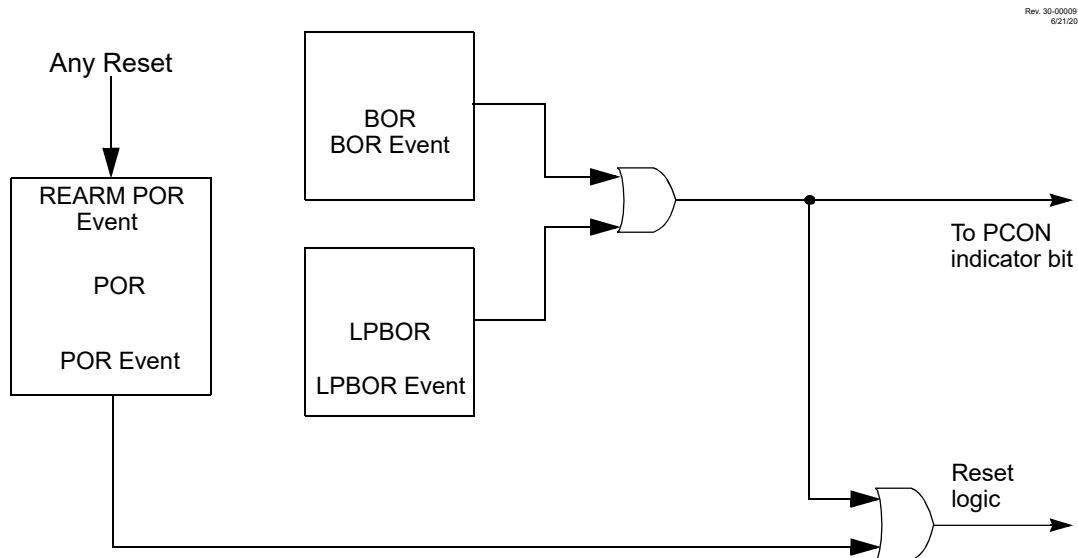 Rev. 30-00009
6/21/20
Any Reset
BOR
BOR Event
REARM POR
Event
POR
POR Event
To PCON
indicator bit
LPBOR
LPBOR Event
Reset
logic